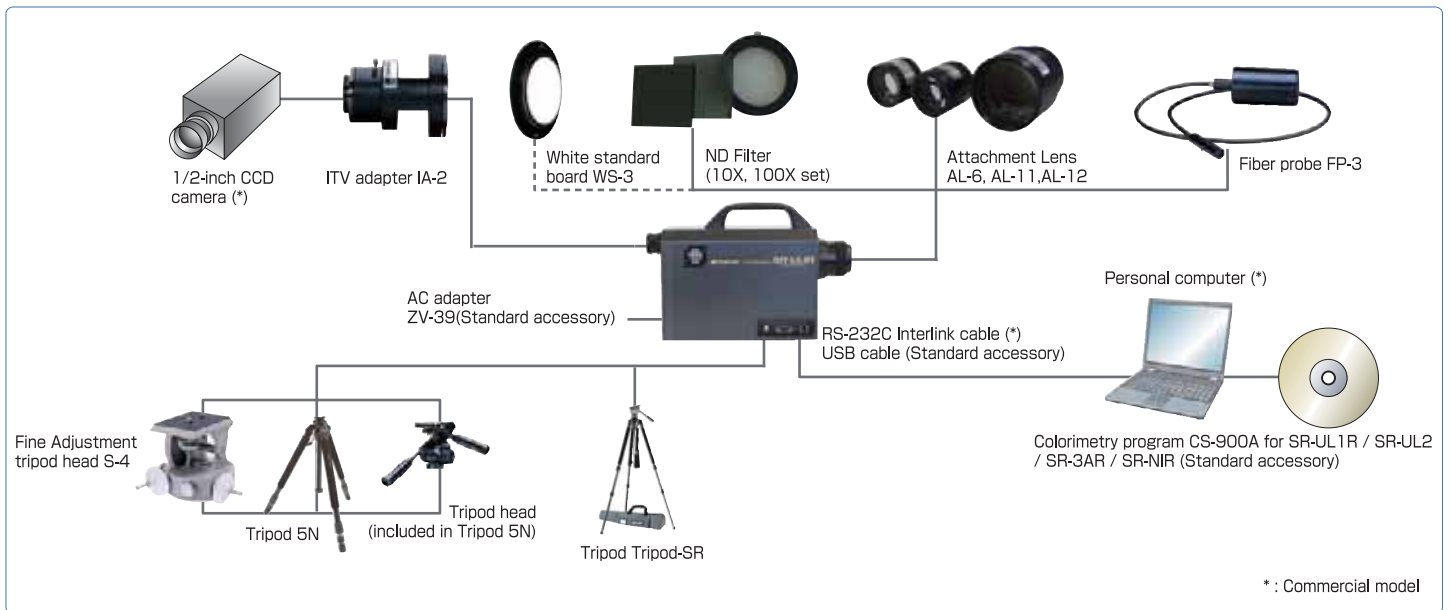 1/2-inch CCD
camera (*)
ITV adapter IA-2
White standard
board WS-3
ND Filter
(10X, 100X set)
Attachment Lens
AL-6, AL-11,AL-12
Fiber probe FP-3
AC adapter
ZV-39(Standard accessory)
RS-232C Interlink cable (*)
USB cable (Standard accessory)
Personal computer (*)
Colorimetry program CS-900A for SR-UL1R / SR-UL2
/ SR-3AR / SR-NIR (Standard accessory)
Fine Adjustment
tripod head S-4
Tripod 5N
Tripod head
(included in Tripod 5N)
Tripod Tripod-SR
* : Commercial model